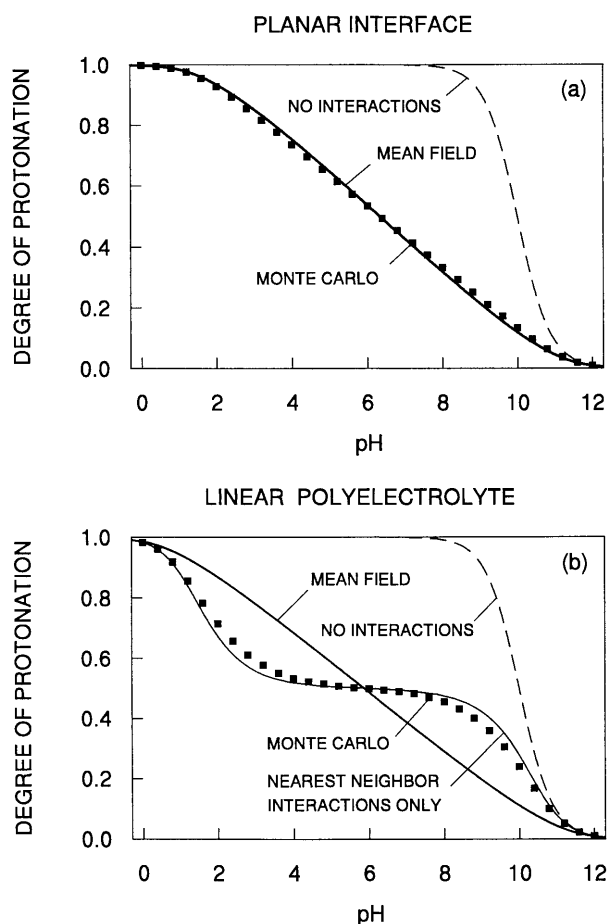 PLANAR INTERFACE
(a)
NO INTERACTIONS
MEAN FIELD
MONTE CARLO
DEGREE OF PROTONATION
1.0
0.8
0.6
0.4
0.2
0.0
0 2 4 6 8 10 12
pH
LINEAR POLYELECTROLYTE
(b)
MEAN FIELD
NO INTERACTIONS
MONTE CARLO
NEAREST NEIGHBOR
INTERACTIONS ONLY
DEGREE OF PROTONATION
1.0
0.8
0.6
0.4
0.2
0.0
0 2 4 6 8 10 12
pH